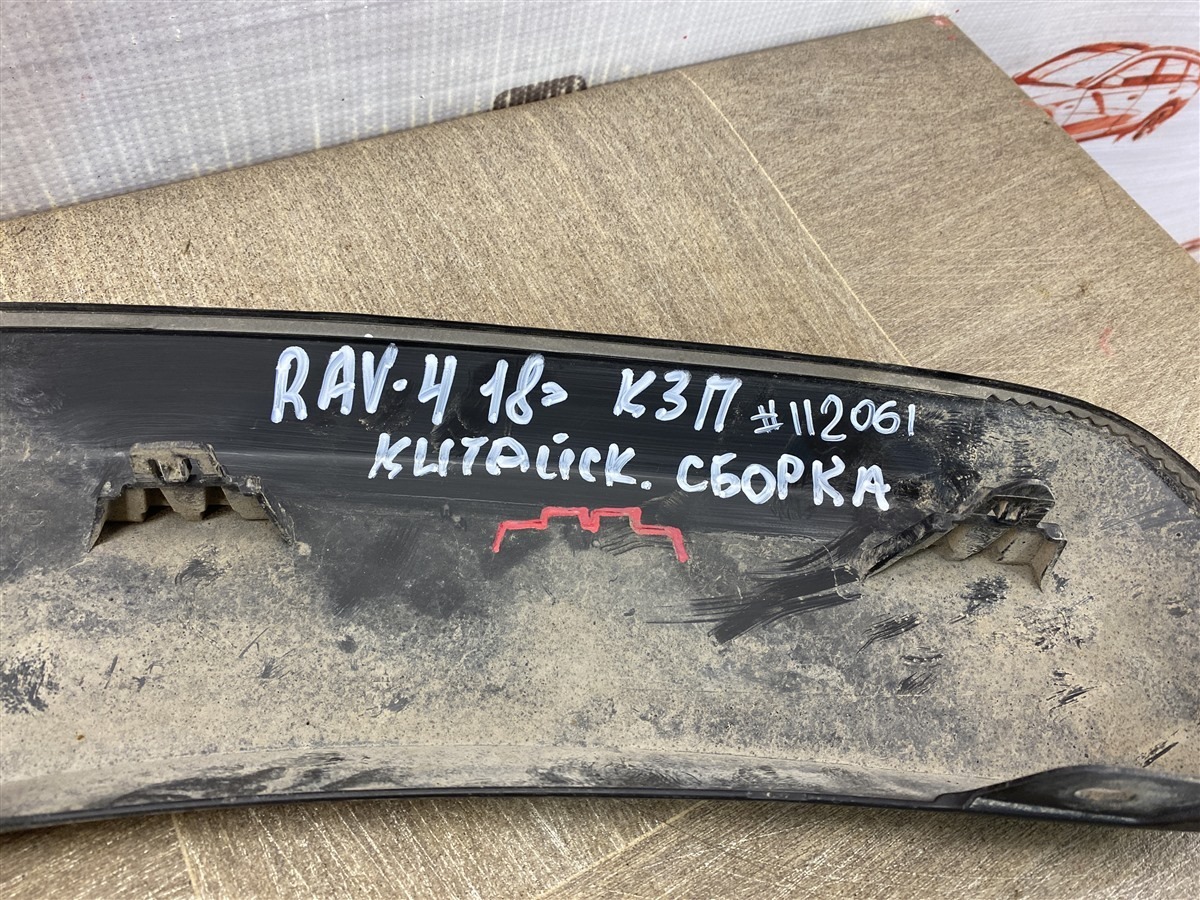 RAV-4 18> КЗП #112061
КИТАЙСК. СБОРКА